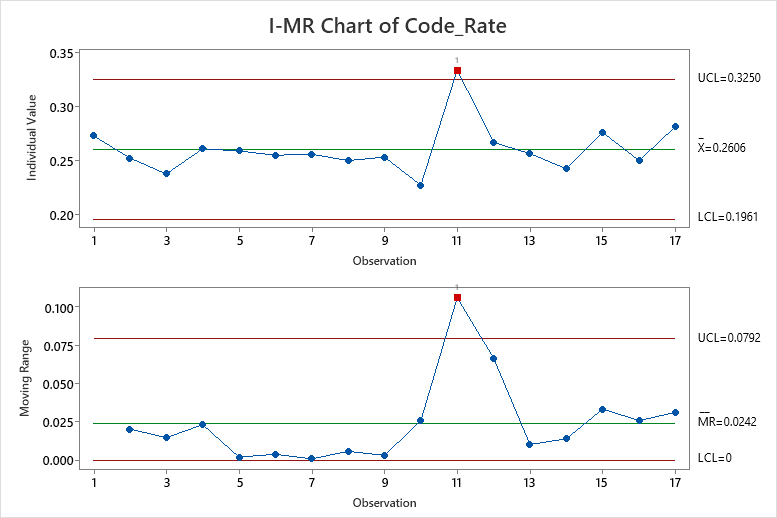 I-MR Chart of Code_Rate
0.35
1
UCL=0.3250
0.30
Individual Value
X̄=0.2606
0.25
0.20
LCL=0.1961
1 3 5 7 9 11 13 15 17
Observation
1
0.100
UCL=0.0792
0.075
Moving Range
0.050
0.025
M̅R̅=0.0242
0.000
LCL=0
1 3 5 7 9 11 13 15 17
Observation